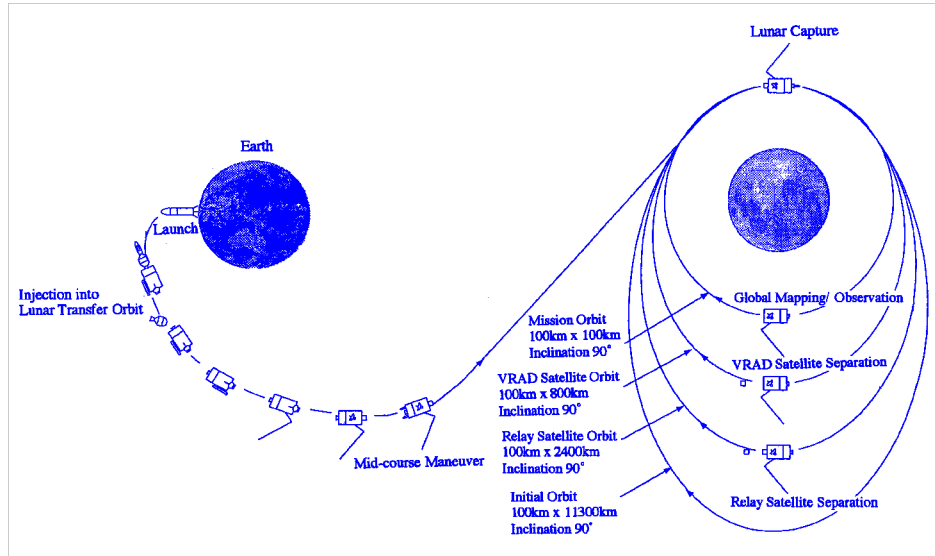 Lunar Capture
Earth
Launch
Injection into
Lunar Transfer Orbit
Mid-course Maneuver
Global Mapping/ Observation
Mission Orbit
100km x 100km
Inclination 90°
VRAD Satellite Separation
VRAD Satellite Orbit
100km x 800km
Inclination 90°
Relay Satellite Orbit
100km x 2400km
Inclination 90°
Relay Satellite Separation
Initial Orbit
100km x 11300km
Inclination 90°